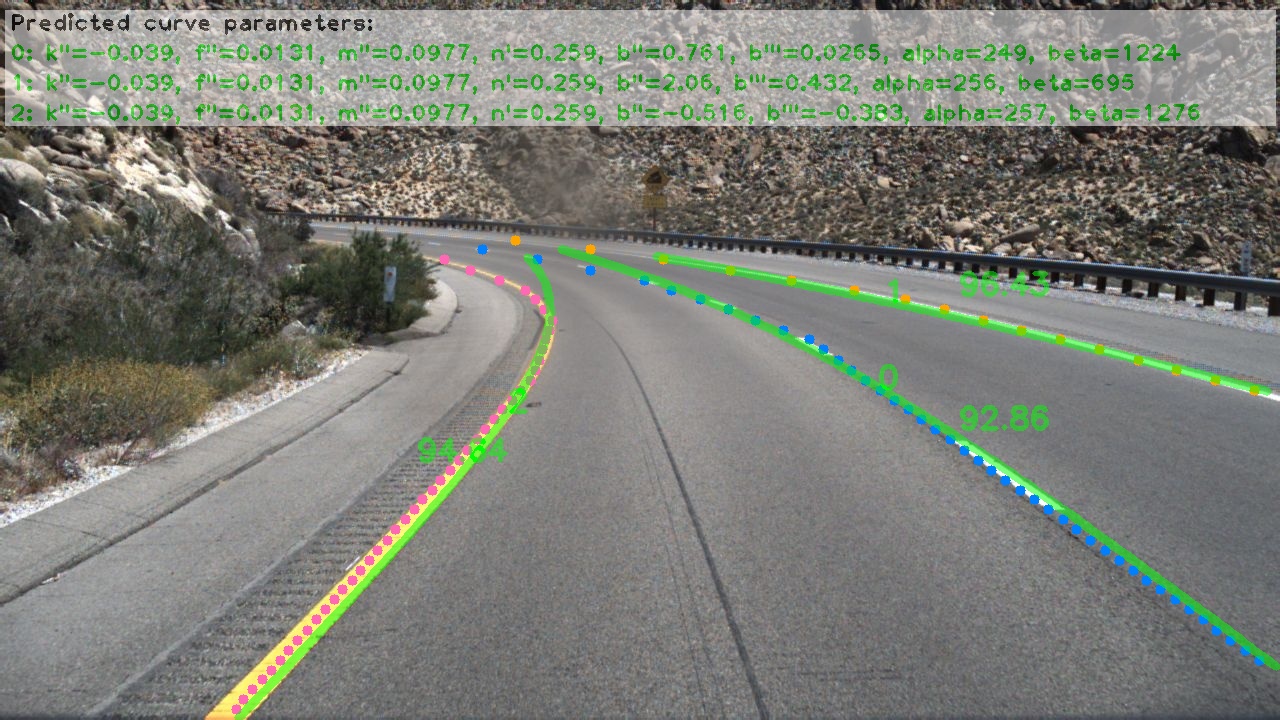 Predicted curve parameters:
0: k''=-0.039, f''=0.0131, m''=0.0977, n'=0.259, b''=0.761, b'''=0.0265, alpha=249, beta=1224
1: k''=-0.039, f''=0.0131, m''=0.0977, n'=0.259, b''=2.06, b'''=0.432, alpha=256, beta=695
2: k''=-0.039, f''=0.0131, m''=0.0977, n'=0.259, b''=-0.516, b'''=-0.383, alpha=257, beta=1276
1 96.43
0
92.86
2
94.64